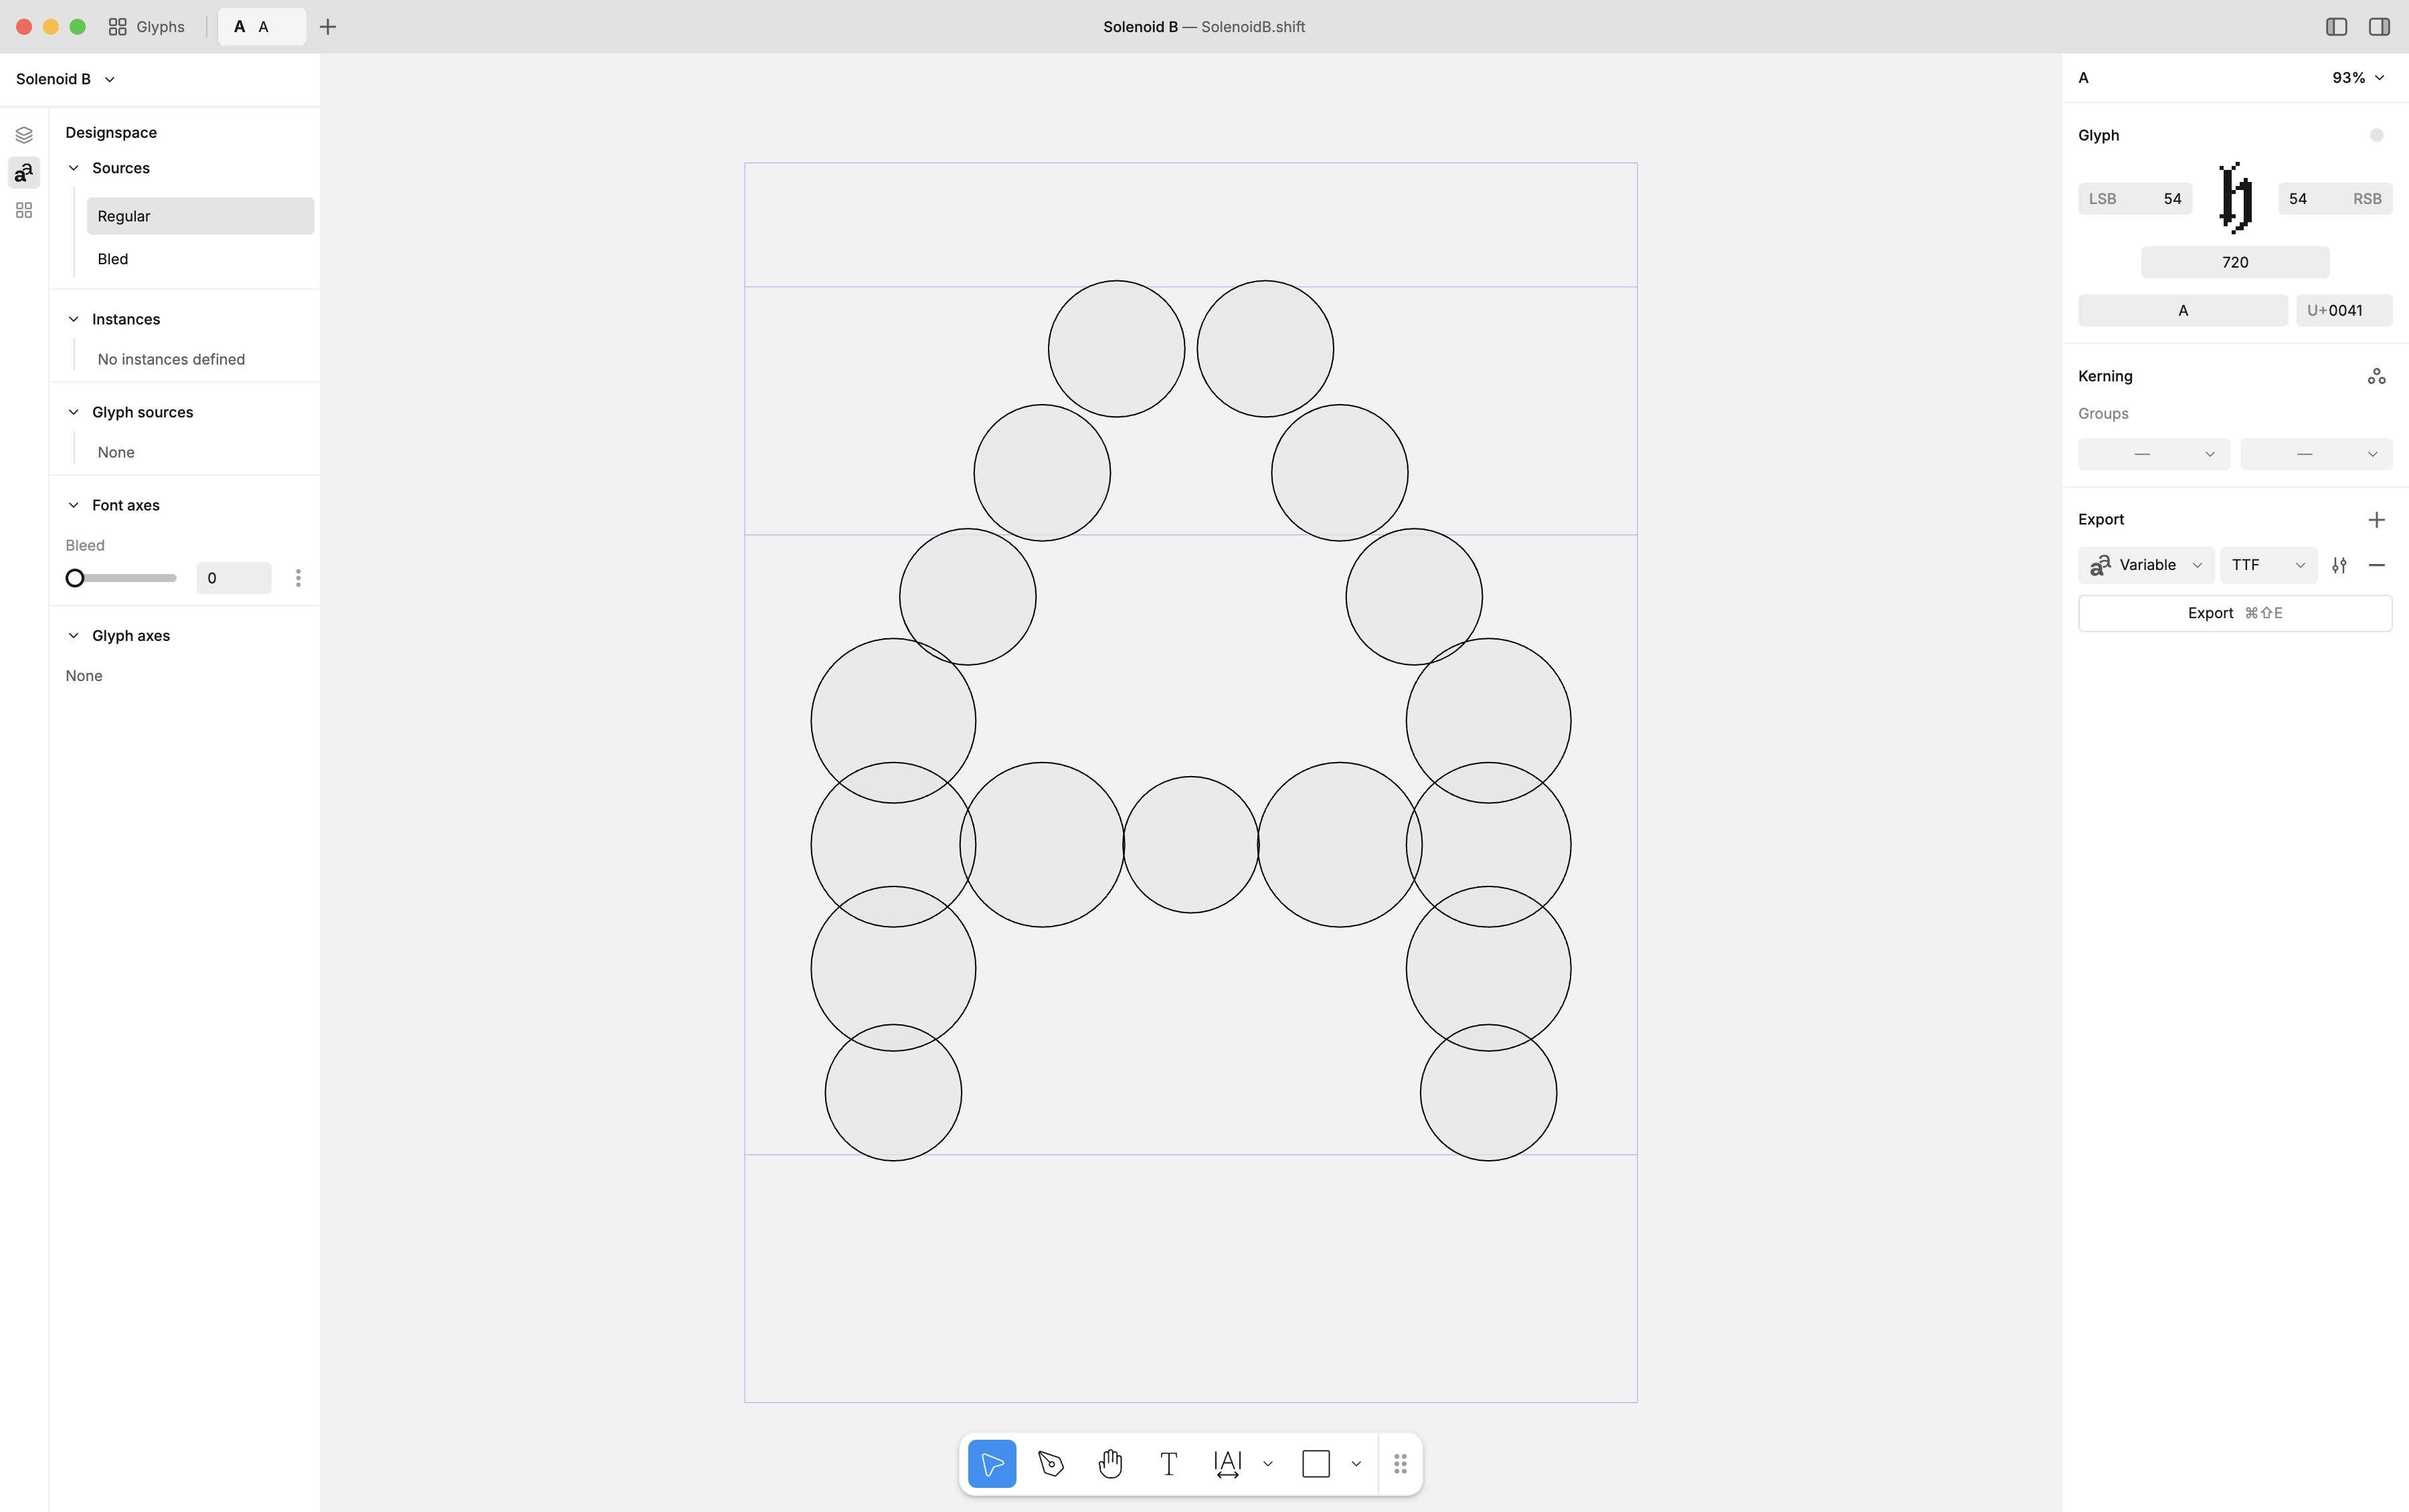 Glyphs
A A
Solenoid B — SolenoidB.shift
Solenoid B
Designspace
Sources
Regular
Bled
Instances
No instances defined
Glyph sources
None
Font axes
Bleed
0
Glyph axes
None
A
93%
Glyph
LSB 54
54 RSB
720
A
U+0041
Kerning
Groups
—
—
Export
Variable
TTF
Export ⌘⇧E